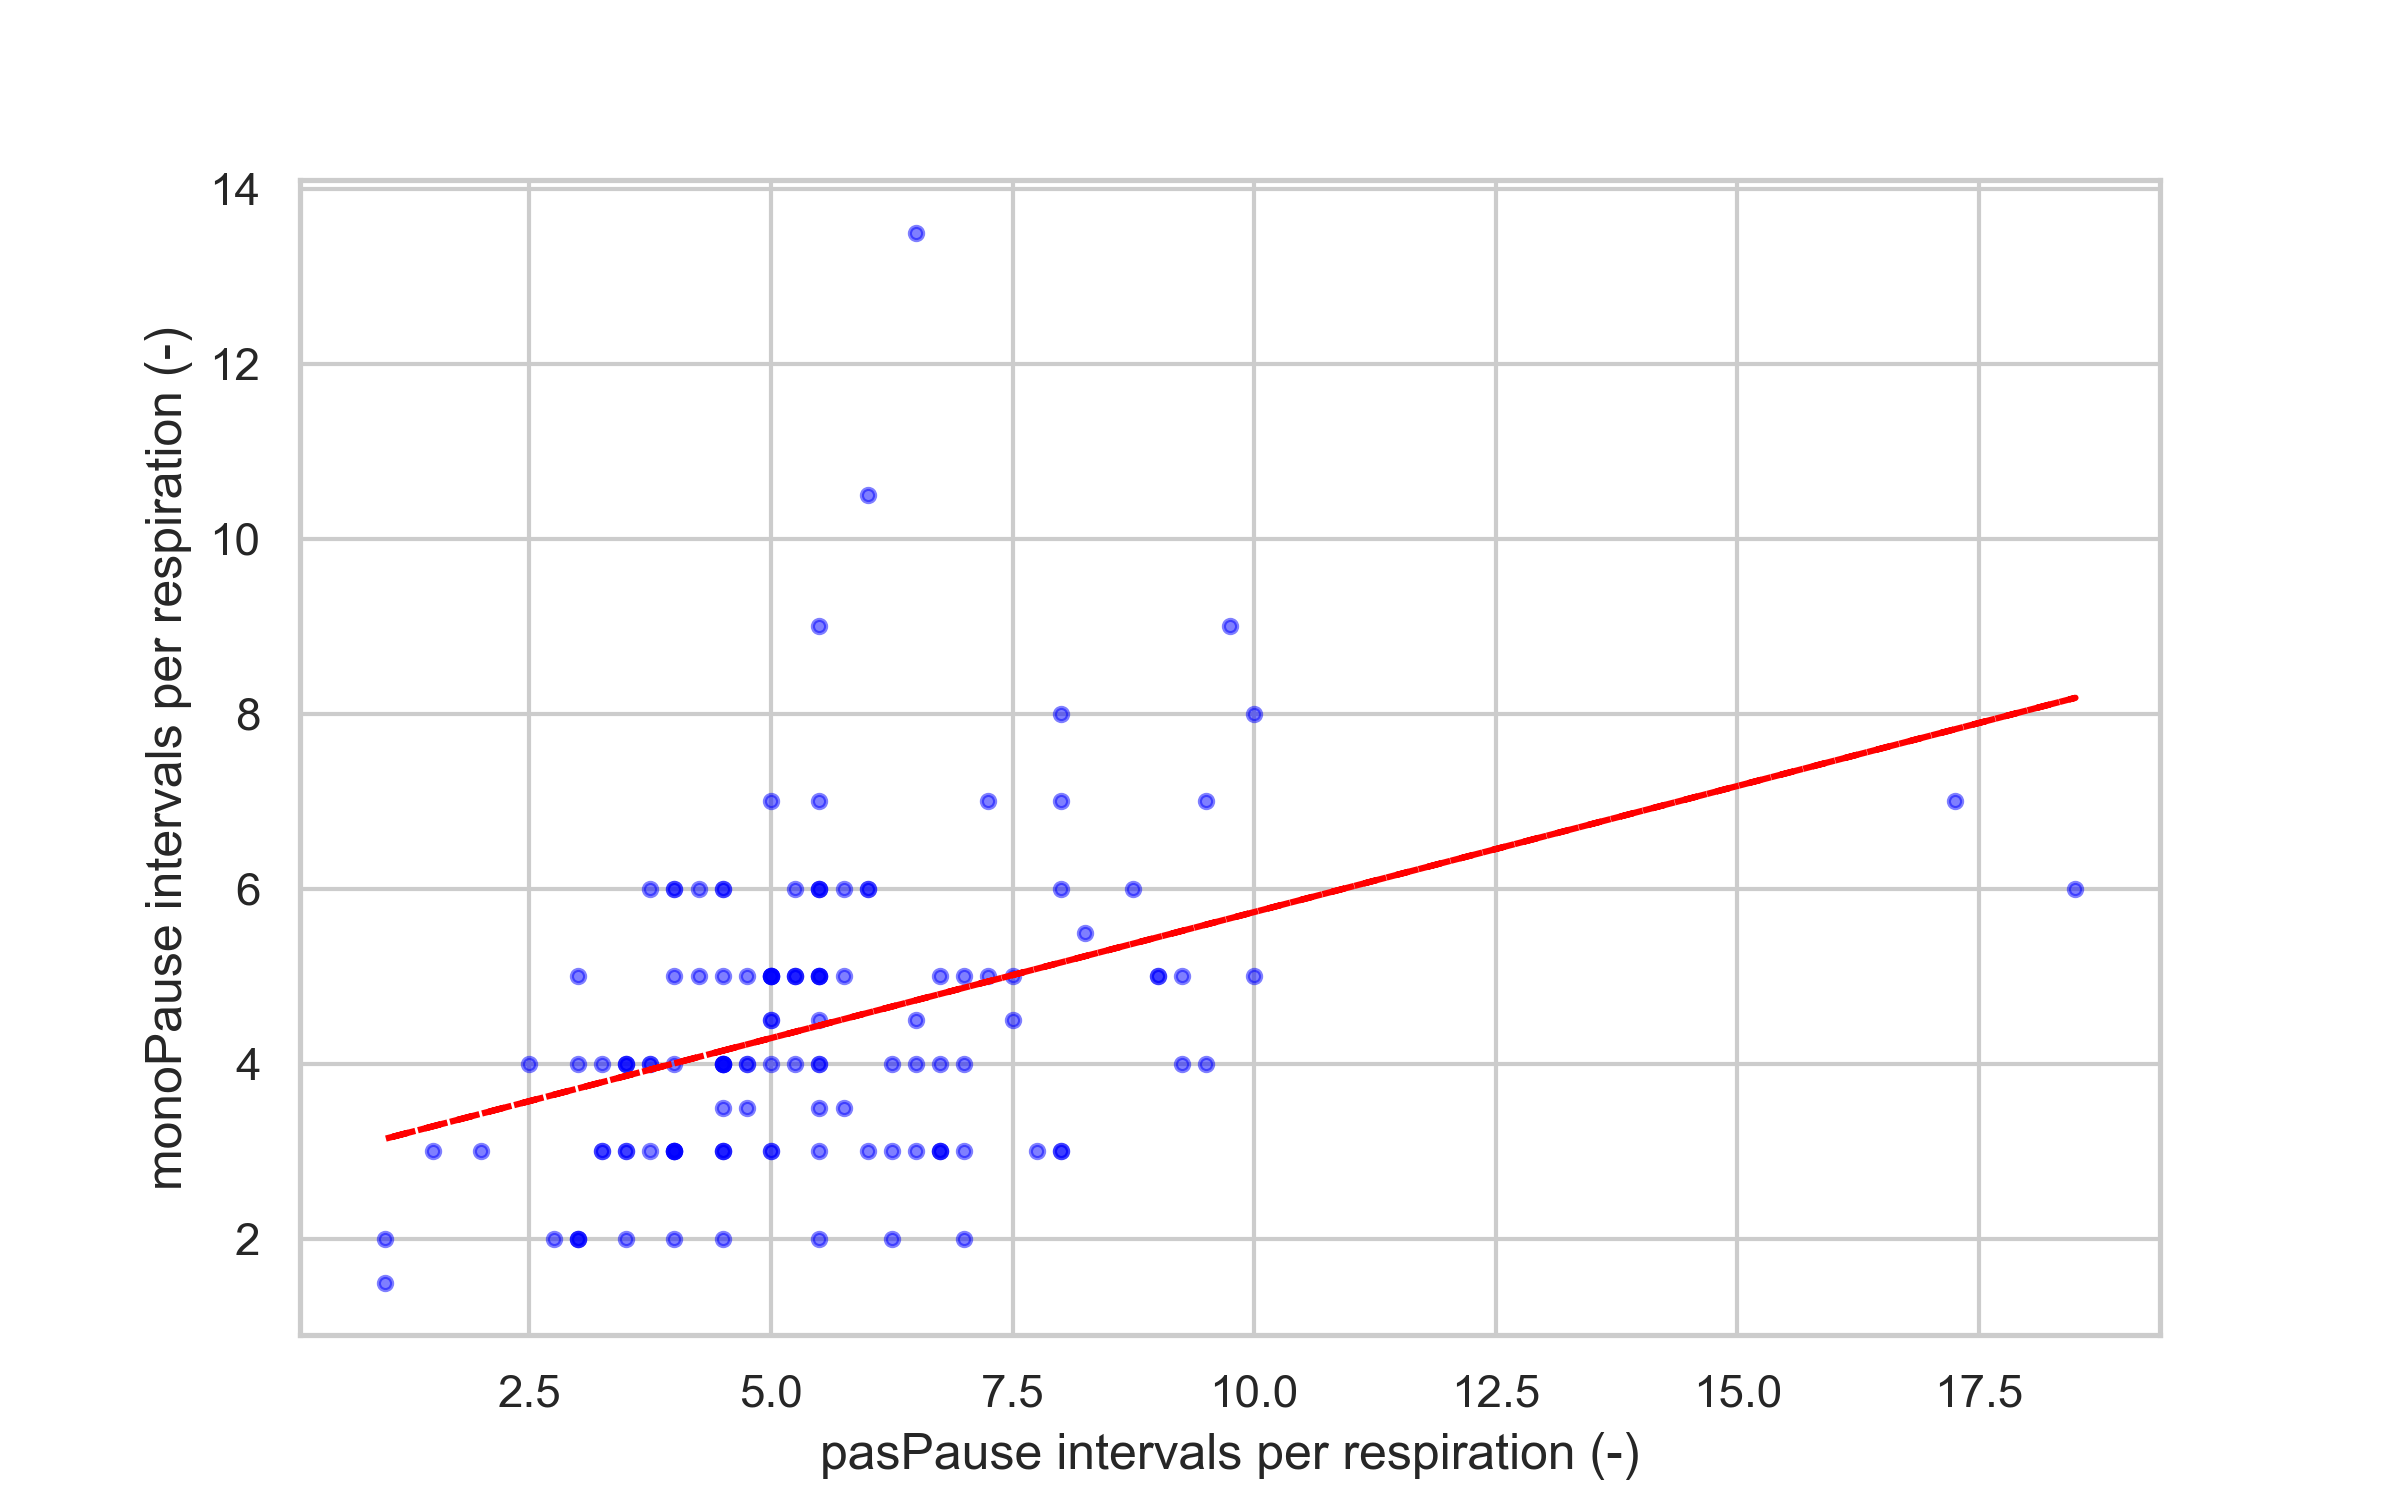 14
12
10
8
6
4
2
monoPause intervals per respiration (-)
2.5 5.0 7.5 10.0 12.5 15.0 17.5
pasPause intervals per respiration (-)